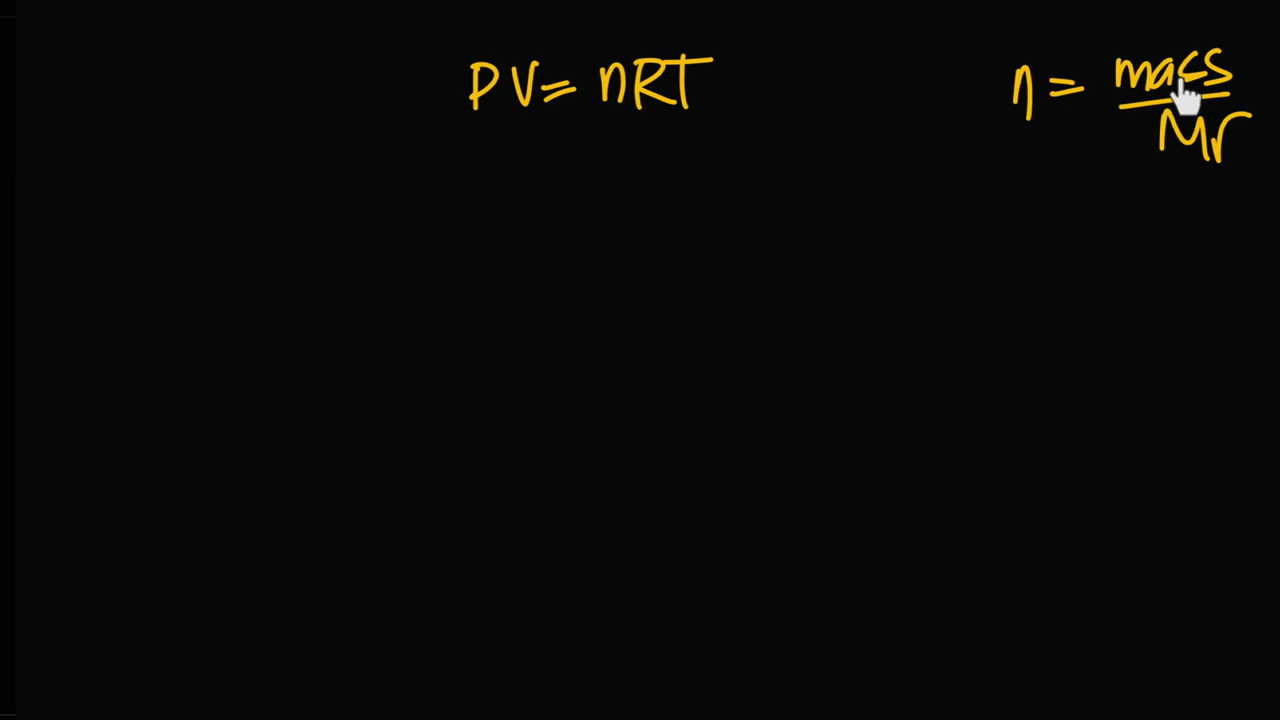 PV= nRT
n = mass
Mr